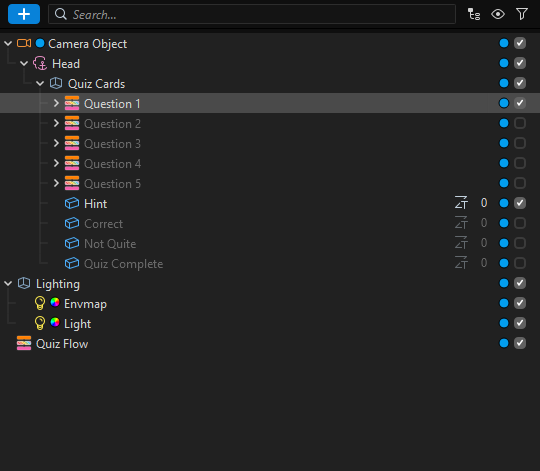 Search...
Camera Object
Head
Quiz Cards
Question 1
Question 2
Question 3
Question 4
Question 5
Hint 0
Correct 0
Not Quite 0
Quiz Complete 0
Lighting
Envmap
Light
Quiz Flow